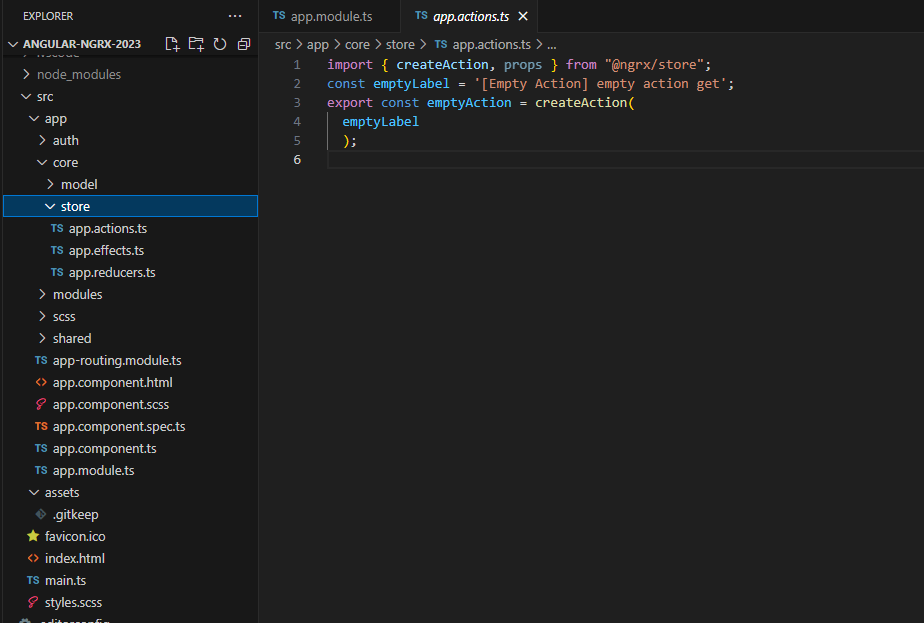 EXPLORER
ANGULAR-NGRX-2023
node_modules
src
app
auth
core
model
store
TS app.actions.ts
TS app.effects.ts
TS app.reducers.ts
modules
scss
shared
TS app-routing.module.ts
<> app.component.html
app.component.scss
TS app.component.spec.ts
TS app.component.ts
TS app.module.ts
assets
.gitkeep
favicon.ico
<> index.html
TS main.ts
styles.scss
.editorconfig
TS app.module.ts
TS app.actions.ts
src > app > core > store > TS app.actions.ts > ...
1 import { createAction, props } from "@ngrx/store";
2 const emptyLabel = '[Empty Action] empty action get';
3 export const emptyAction = createAction(
4 emptyLabel
5 );
6